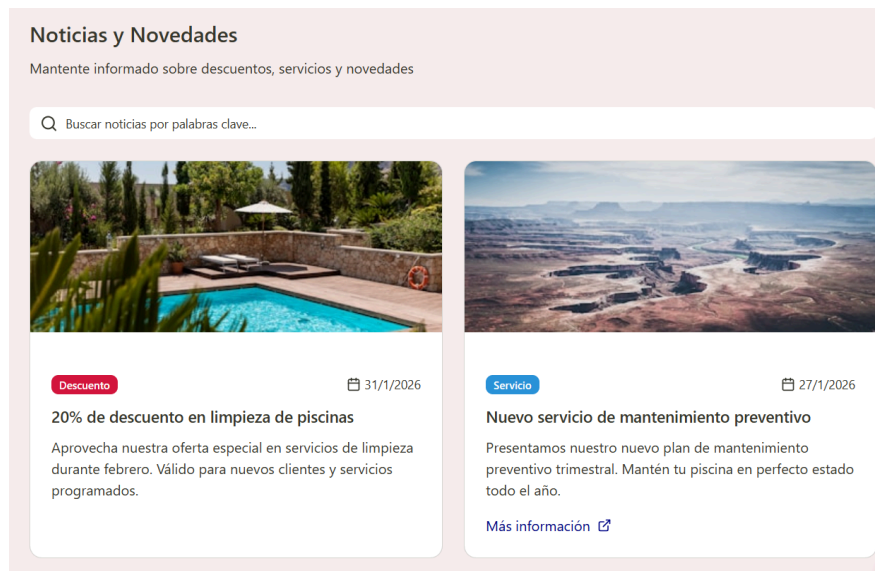 Noticias y Novedades
Mantente informado sobre descuentos, servicios y novedades
Buscar noticias por palabras clave...
Descuento
31/1/2026
20% de descuento en limpieza de piscinas
Aprovecha nuestra oferta especial en servicios de limpieza
durante febrero. Válido para nuevos clientes y servicios
programados.
Servicio
27/1/2026
Nuevo servicio de mantenimiento preventivo
Presentamos nuestro nuevo plan de mantenimiento
preventivo trimestral. Mantén tu piscina en perfecto estado
todo el año.
Más información